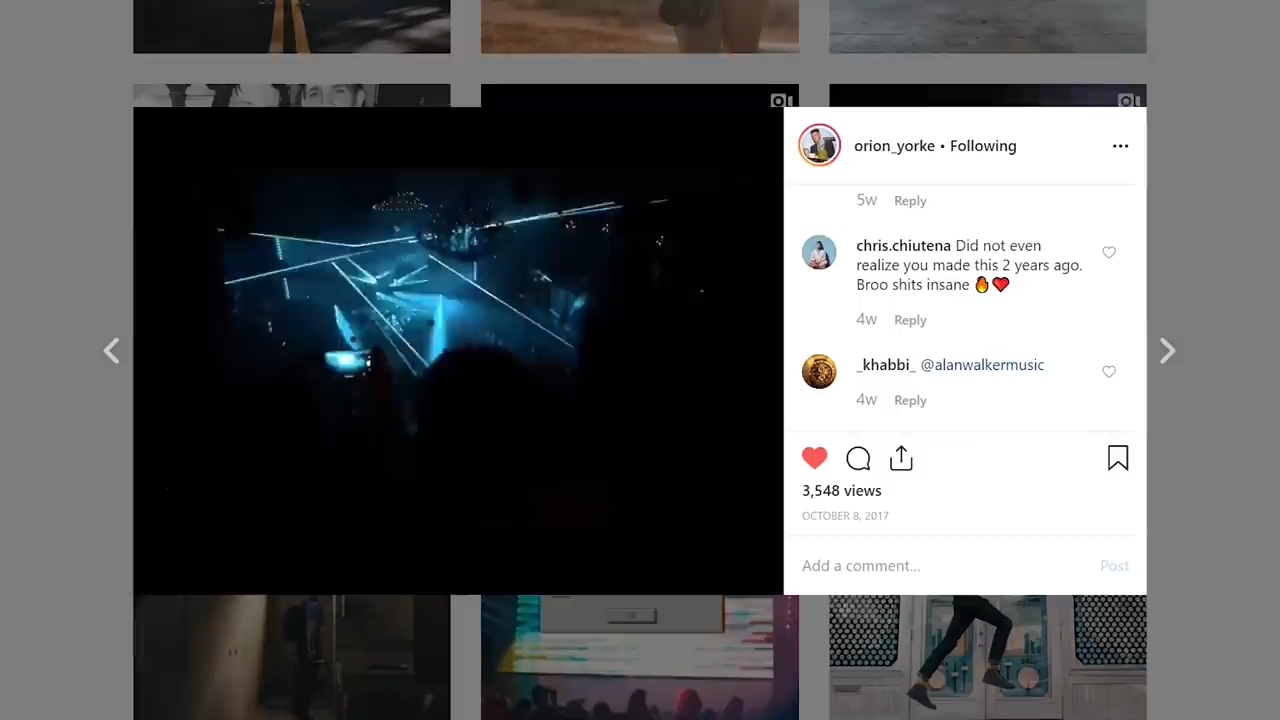 orion_yorke • Following
5w Reply
chris.chiutena Did not even
realize you made this 2 years ago.
Broo shits insane 🔥❤️
4w Reply
_khabbi_ @alanwalkermusic
4w Reply
3,548 views
OCTOBER 8, 2017
Add a comment... Post